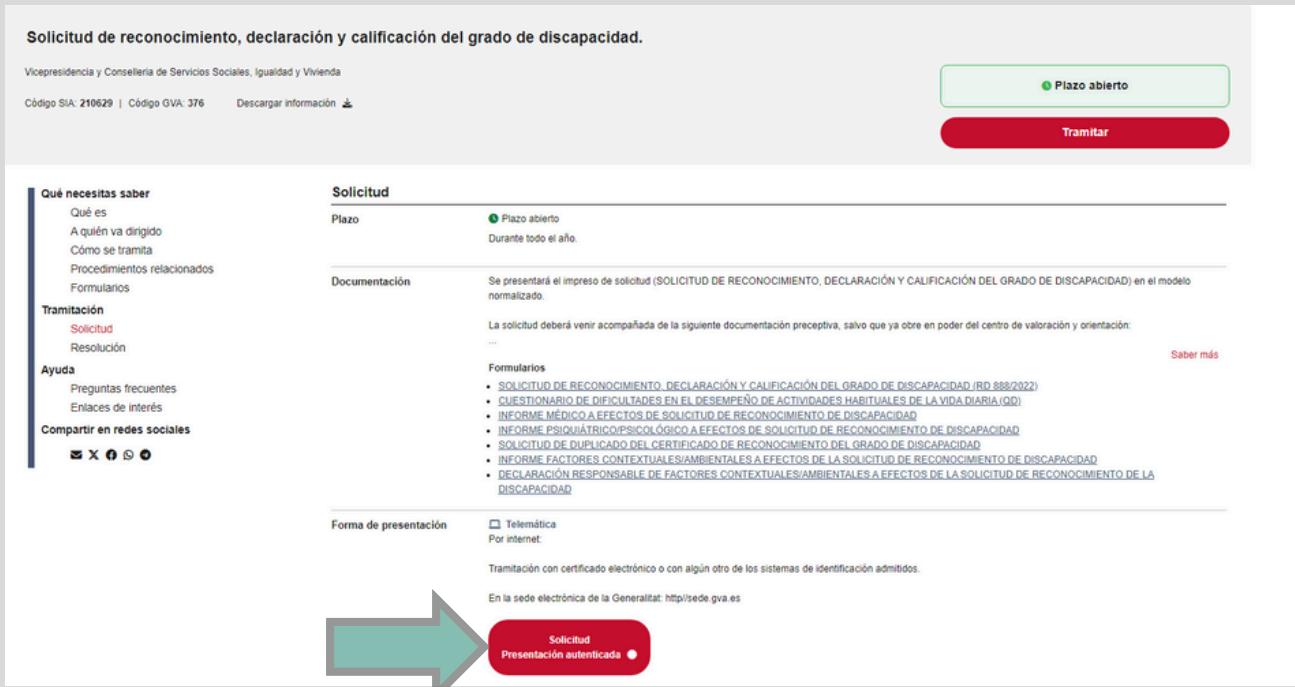 Solicitud de reconocimiento, declaración y calificación del grado de discapacidad.
Vicepresidencia y Conselleria de Servicios Sociales, Igualdad y Vivienda
Código SIA: 210629 | Código GVA: 376 Descargar información
Plazo abierto
Tramitar
Qué necesitas saber
Qué es
A quién va dirigido
Cómo se tramita
Procedimientos relacionados
Formularios
Tramitación
Solicitud
Resolución
Ayuda
Preguntas frecuentes
Enlaces de interés
Compartir en redes sociales
Solicitud
Plazo
Plazo abierto
Durante todo el año.
Documentación
Se presentará el impreso de solicitud (SOLICITUD DE RECONOCIMIENTO, DECLARACIÓN Y CALIFICACIÓN DEL GRADO DE DISCAPACIDAD) en el modelo
normalizado.
La solicitud deberá venir acompañada de la siguiente documentación preceptiva, salvo que ya obre en poder del centro de valoración y orientación:
...
Saber más
Formularios
• SOLICITUD DE RECONOCIMIENTO, DECLARACIÓN Y CALIFICACIÓN DEL GRADO DE DISCAPACIDAD (RD 888/2022)
• CUESTIONARIO DE DIFICULTADES EN EL DESEMPEÑO DE ACTIVIDADES HABITUALES DE LA VIDA DIARIA (QD)
• INFORME MÉDICO A EFECTOS DE SOLICITUD DE RECONOCIMIENTO DE DISCAPACIDAD
• INFORME PSIQUIÁTRICO/PSICOLÓGICO A EFECTOS DE SOLICITUD DE RECONOCIMIENTO DE DISCAPACIDAD
• SOLICITUD DE DUPLICADO DEL CERTIFICADO DE RECONOCIMIENTO DEL GRADO DE DISCAPACIDAD
• INFORME FACTORES CONTEXTUALES/AMBIENTALES A EFECTOS DE LA SOLICITUD DE RECONOCIMIENTO DE DISCAPACIDAD
• DECLARACIÓN RESPONSABLE DE FACTORES CONTEXTUALES/AMBIENTALES A EFECTOS DE LA SOLICITUD DE RECONOCIMIENTO DE LA
DISCAPACIDAD
Forma de presentación
Telemática
Por internet:
Tramitación con certificado electrónico o con algún otro de los sistemas de identificación admitidos.
En la sede electrónica de la Generalitat: http//sede.gva.es
Solicitud
Presentación autenticada